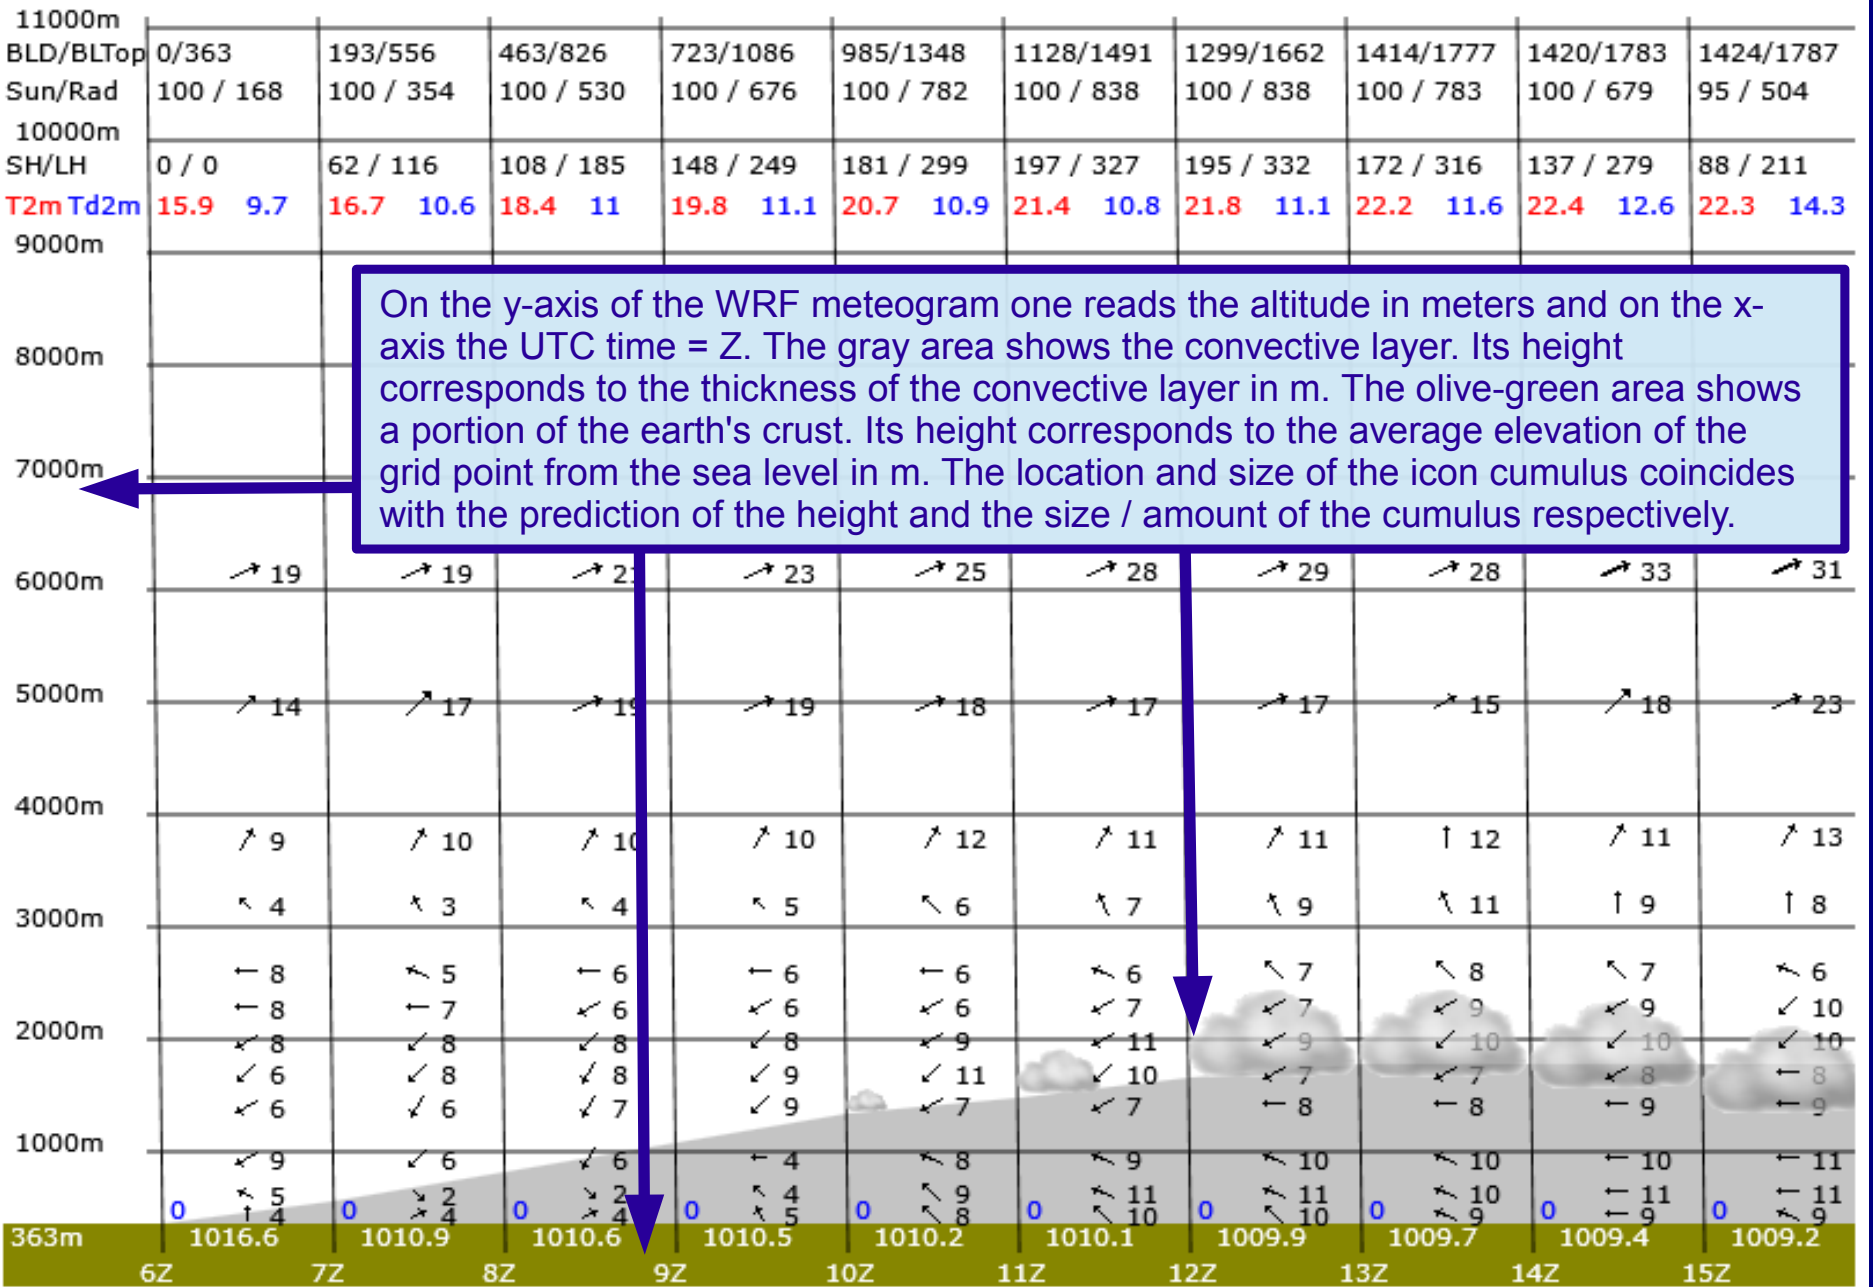 11000m
BLD/BLTop 0/363 193/556 463/826 723/1086 985/1348 1128/1491 1299/1662 1414/1777 1420/1783 1424/1787
Sun/Rad 100 / 168 100 / 354 100 / 530 100 / 676 100 / 782 100 / 838 100 / 838 100 / 783 100 / 679 95 / 504
10000m
SH/LH 0 / 0 62 / 116 108 / 185 148 / 249 181 / 299 197 / 327 195 / 332 172 / 316 137 / 279 88 / 211
T2m Td2m 15.9 9.7 16.7 10.6 18.4 11 19.8 11.1 20.7 10.9 21.4 10.8 21.8 11.1 22.2 11.6 22.4 12.6 22.3 14.3
9000m
On the y-axis of the WRF meteogram one reads the altitude in meters and on the x-
axis the UTC time = Z. The gray area shows the convective layer. Its height
8000m
corresponds to the thickness of the convective layer in m. The olive-green area shows
a portion of the earth's crust. Its height corresponds to the average elevation of the
7000m
grid point from the sea level in m. The location and size of the icon cumulus coincides
with the prediction of the height and the size / amount of the cumulus respectively.
6000m 19 19 23 25 28 29 28 33 31
5000m 14 17 19 19 18 17 17 15 18 23
4000m
9 10 10 10 12 11 11 12 11 13
4 3 4 5 6 7 9 11 9 8
3000m
8 5 6 6 6 6 7 8 7 6
8 7 6 6 6 7 7 9 9 10
2000m 8 8 8 8 9 11 9 10 10 10
6 8 8 9 11 10 7 7 8 8
6 6 7 9 7 7 8 8 9 9
1000m
9 6 6 4 8 9 10 10 10 11
5 2 2 4 9 11 11 10 11 11
0 4 0 4 0 4 0 5 0 8 0 10 0 10 0 9 0 9 0 9
363m 1016.6 1010.9 1010.6 1010.5 1010.2 1010.1 1009.9 1009.7 1009.4 1009.2
6Z 7Z 8Z 9Z 10Z 11Z 12Z 13Z 14Z 15Z